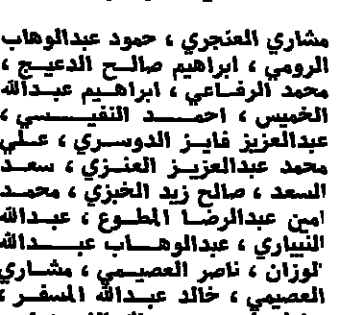 مشاري العنجري ، حمود عبدالوهاب
الرومي ، ابراهيم صالح الدعيج ،
محمد الرفاعي ، ابراهيم عبدالله
الخميس ، احمد النفيسي ،
عبدالعزيز فايز الدوسري ، علي
محمد عبدالعزيز العنزي ، سعد
السعد ، صالح زيد الخبزي ، محمد
امين عبدالرضا المطوع ، عبدالله
النيباري ، عبدالوهاب عبدالله
الوزان ، ناصر العصيمي ، مشاري
العصيمي ، خالد عبدالله المسفر ،